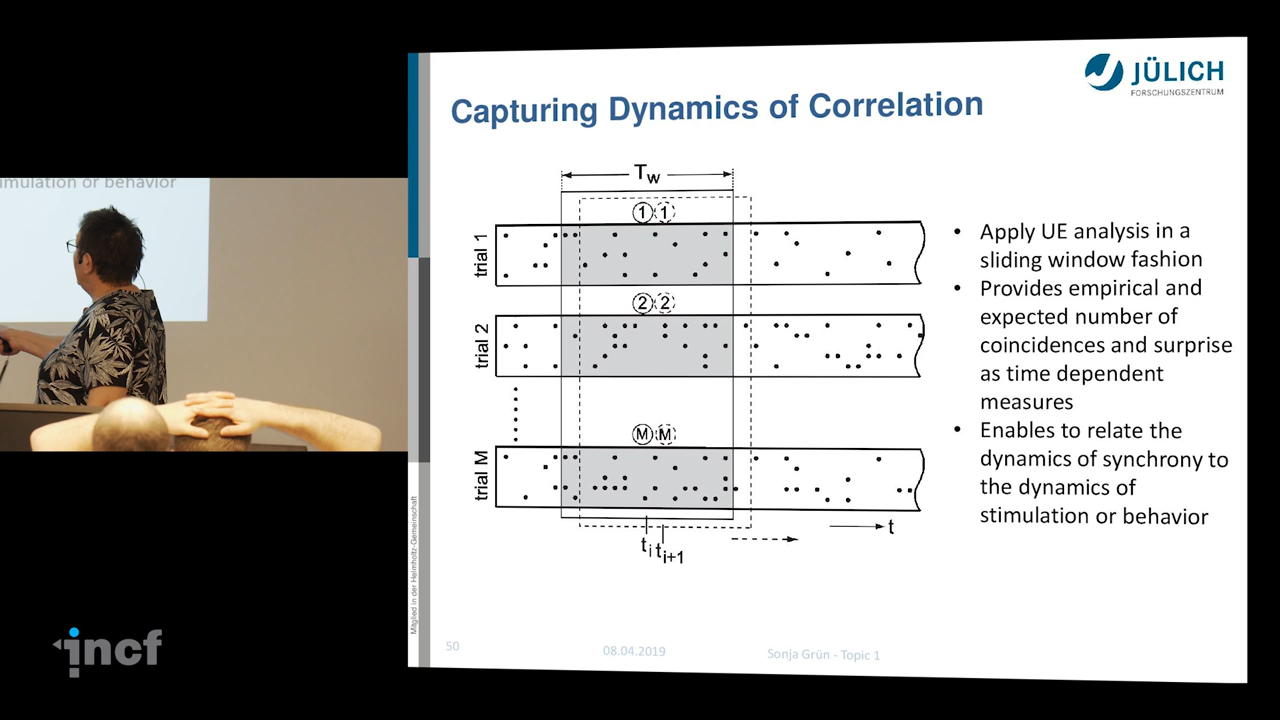 imulation or behavior
JÜLICH
FORSCHUNGSZENTRUM
Capturing Dynamics of Correlation
Tw
1 1
trial 1
2 2
trial 2
M M
trial M
ti ti+1
t
• Apply UE analysis in a
sliding window fashion
• Provides empirical and
expected number of
coincidences and surprise
as time dependent
measures
• Enables to relate the
dynamics of synchrony to
the dynamics of
stimulation or behavior
Mitglied in der Helmholtz-Gemeinschaft
50
08.04.2019
Sonja Grün - Topic 1
incf